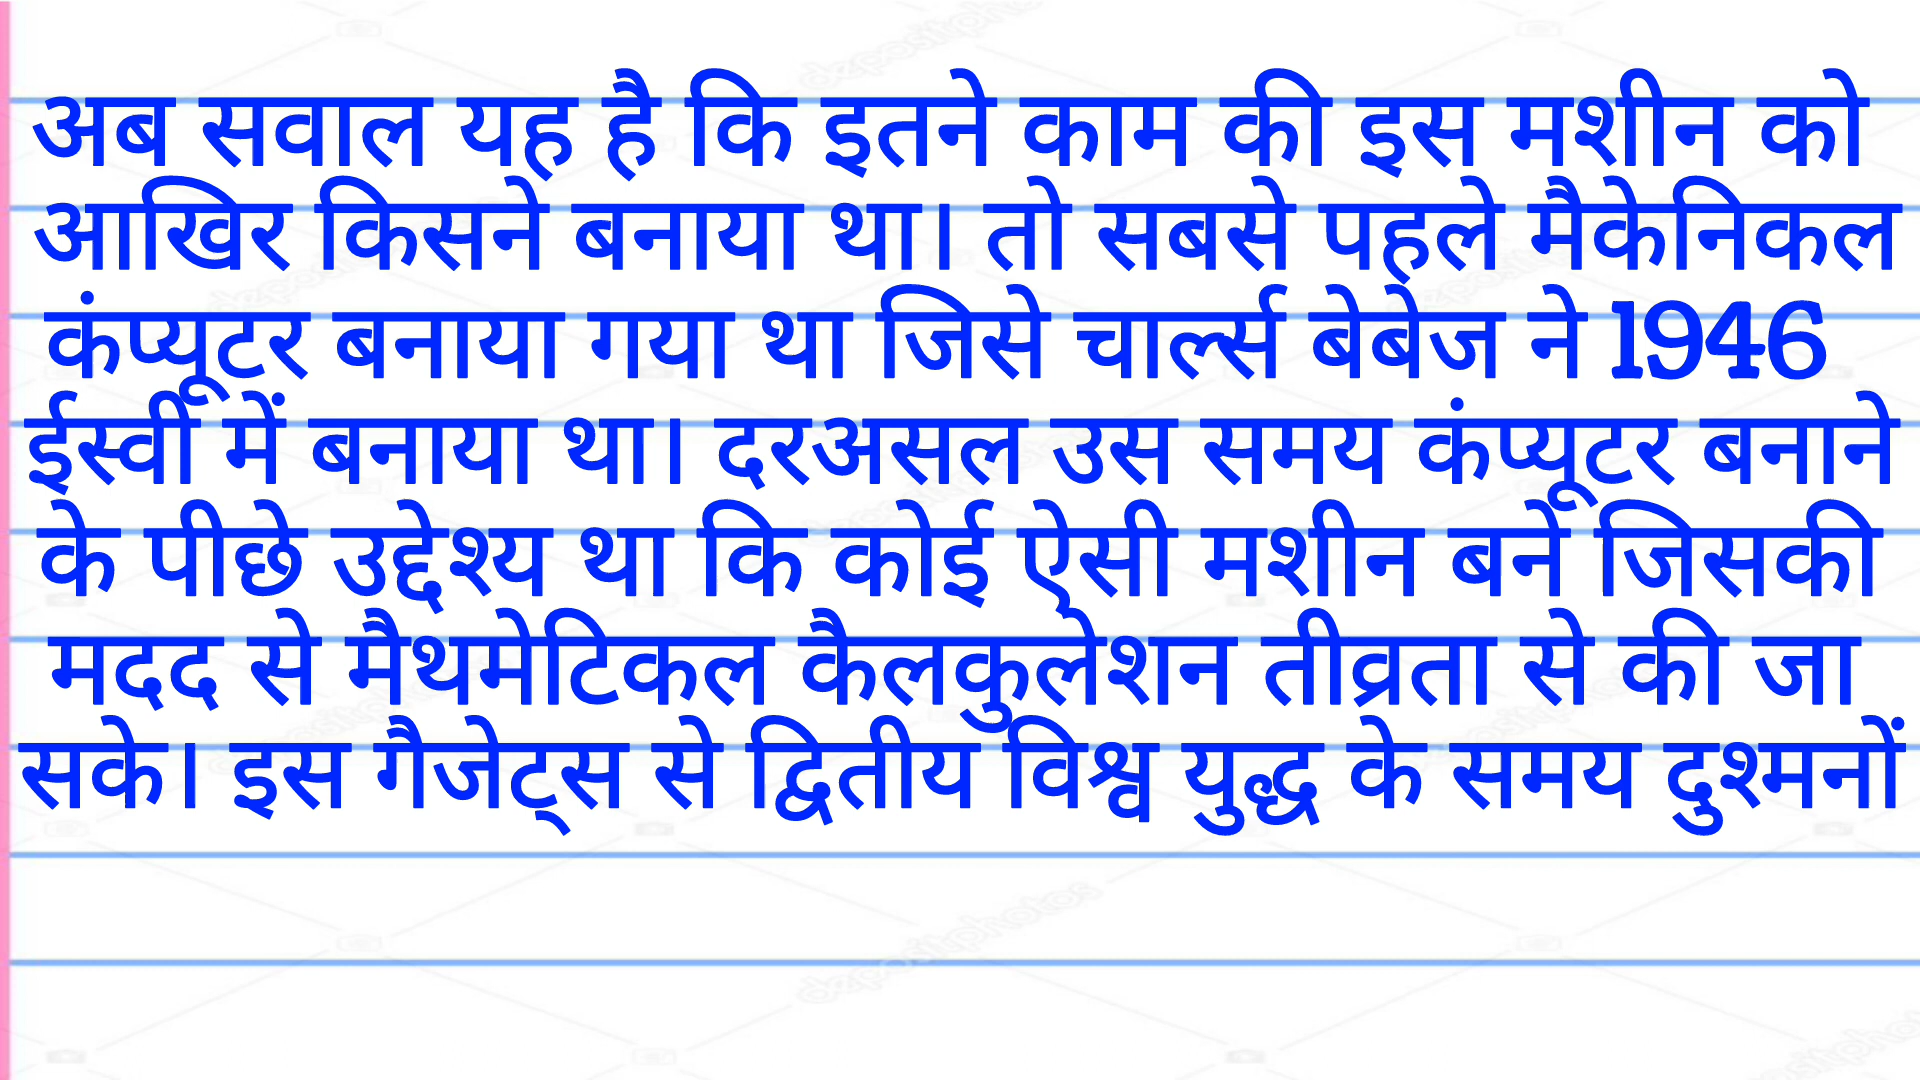 अब सवाल यह है कि इतने काम की इस मशीन को
आखिर किसने बनाया था। तो सबसे पहले मैकेनिकल
कंप्यूटर बनाया गया था जिसे चार्ल्स बेबेज ने 1946
ईस्वी में बनाया था। दरअसल उस समय कंप्यूटर बनाने
के पीछे उद्देश्य था कि कोई ऐसी मशीन बने जिसकी
मदद से मैथमेटिकल कैलकुलेशन तीव्रता से की जा
सके। इस गैजेट्स से द्वितीय विश्व युद्ध के समय दुश्मनों
depositphotos